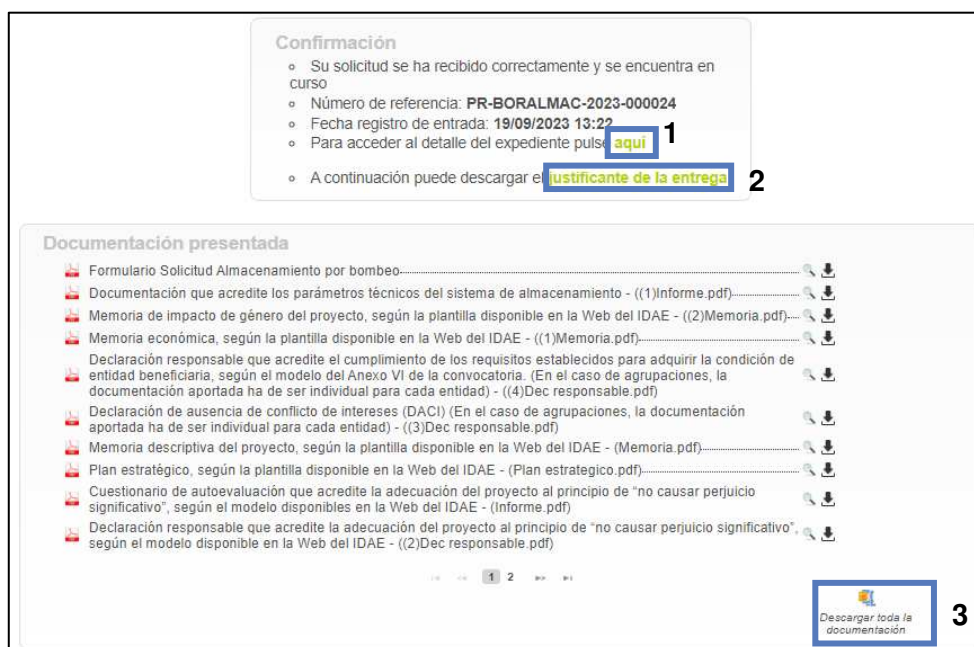 Confirmación
Su solicitud se ha recibido correctamente y se encuentra en
curso
Número de referencia: PR-BORALMAC-2023-000024
Fecha registro de entrada: 19/09/2023 13:22
Para acceder al detalle del expediente pulse aquí
1
A continuación puede descargar el justificante de la entrega
2
Documentación presentada
Formulario Solicitud Almacenamiento por bombeo
Documentación que acredite los parámetros técnicos del sistema de almacenamiento - ((1)Informe.pdf)
Memoria de impacto de género del proyecto, según la plantilla disponible en la Web del IDAE - ((2)Memoria.pdf)
Memoria económica, según la plantilla disponible en la Web del IDAE - ((1)Memoria.pdf)
Declaración responsable que acredite el cumplimiento de los requisitos establecidos para adquirir la condición de
entidad beneficiaria, según el modelo del Anexo VI de la convocatoria. (En el caso de agrupaciones, la
documentación aportada ha de ser individual para cada entidad) - ((4)Dec responsable.pdf)
Declaración de ausencia de conflicto de intereses (DACI) (En el caso de agrupaciones, la documentación
aportada ha de ser individual para cada entidad) - ((3)Dec responsable.pdf)
Memoria descriptiva del proyecto, según la plantilla disponible en la Web del IDAE - (Memoria.pdf)
Plan estratégico, según la plantilla disponible en la Web del IDAE - (Plan estrategico.pdf)
Cuestionario de autoevaluación que acredite la adecuación del proyecto al principio de “no causar perjuicio
significativo”, según el modelo disponibles en la Web del IDAE - (Informe.pdf)
Declaración responsable que acredite la adecuación del proyecto al principio de “no causar perjuicio significativo”,
según el modelo disponible en la Web del IDAE - ((2)Dec responsable.pdf)
1 2
Descargar toda la
documentación
3